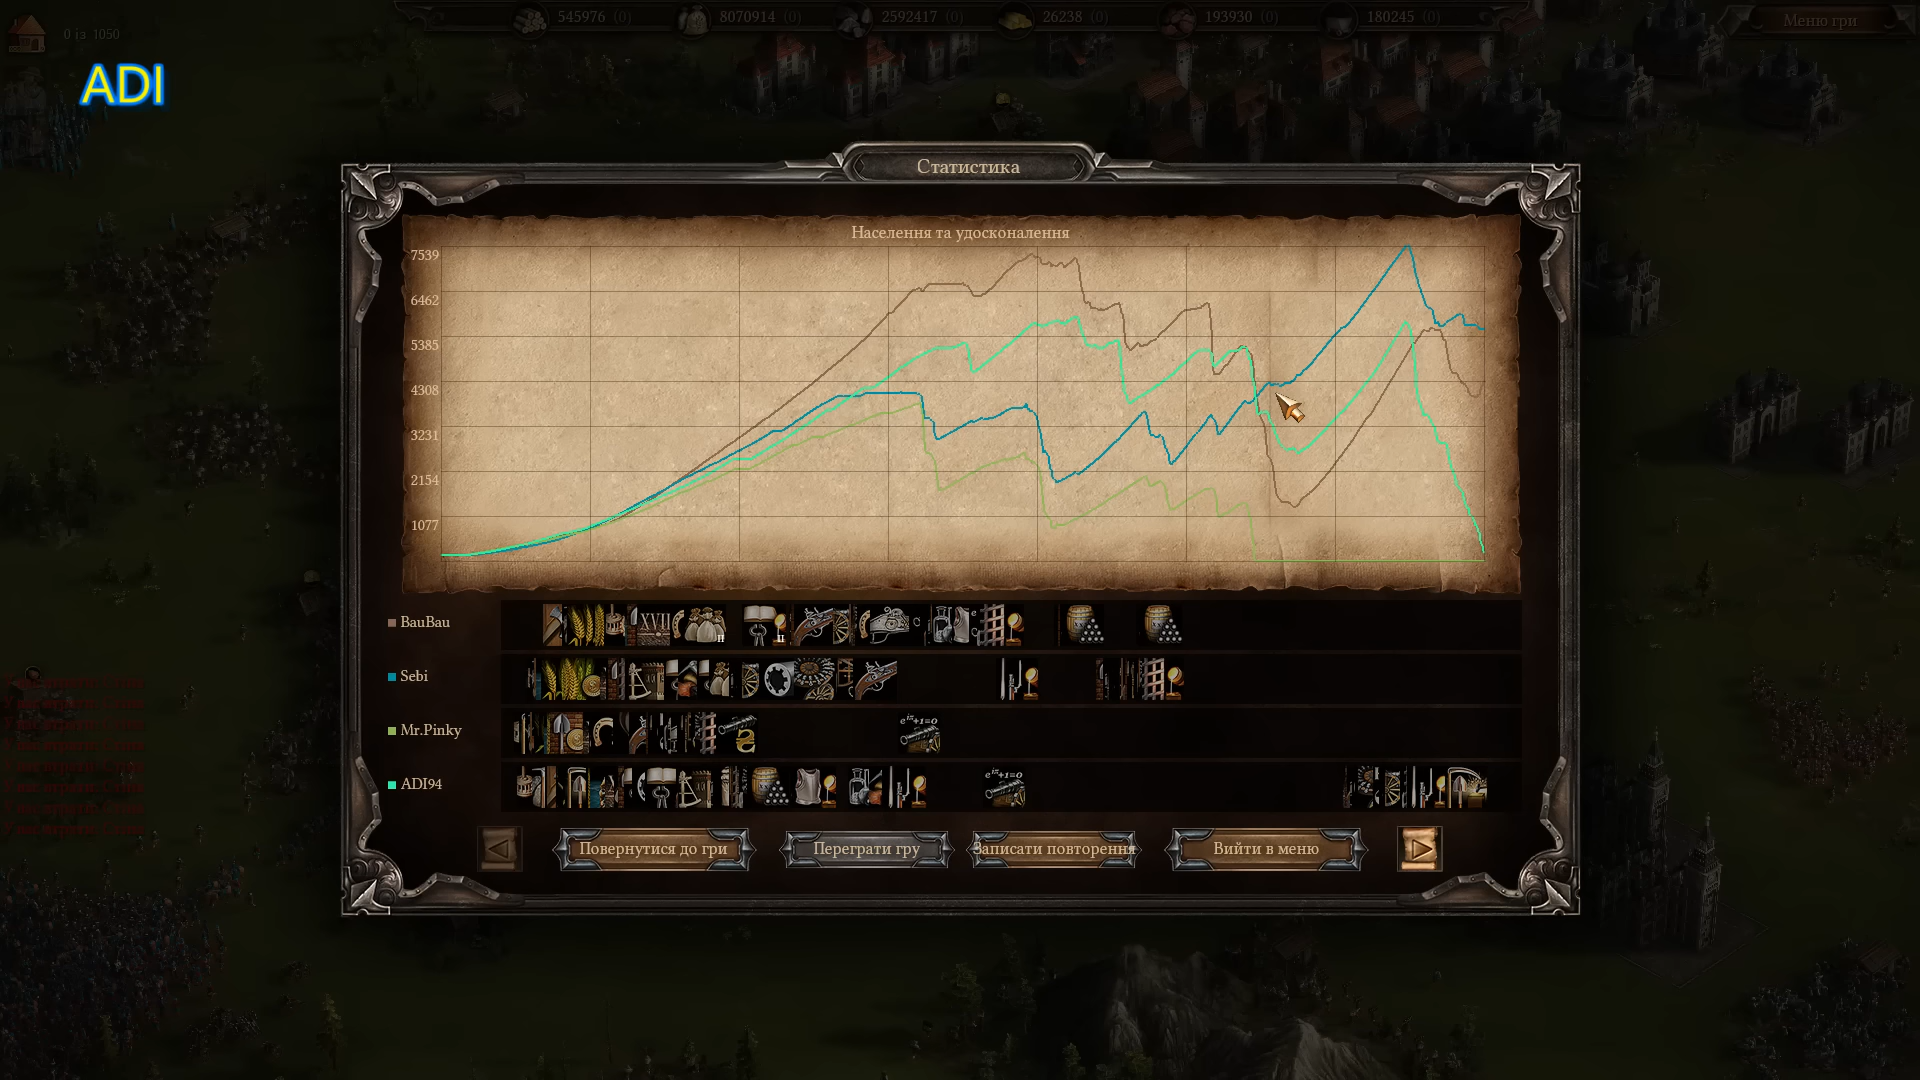 545976 (0) 8070914 (0) 2592417 (0) 26238 (0) 193930 (0) 180245 (0)
Меню гри
0 із 1050
ADI
Статистика
Населення та удосконалення
7539
6462
5385
4308
3231
2154
1077
BauBau
XVII
п
п
Sebi
Mr.Pinky
ADI94
Повернутися до гри
Переграти гру
Записати повторення
Вийти в меню